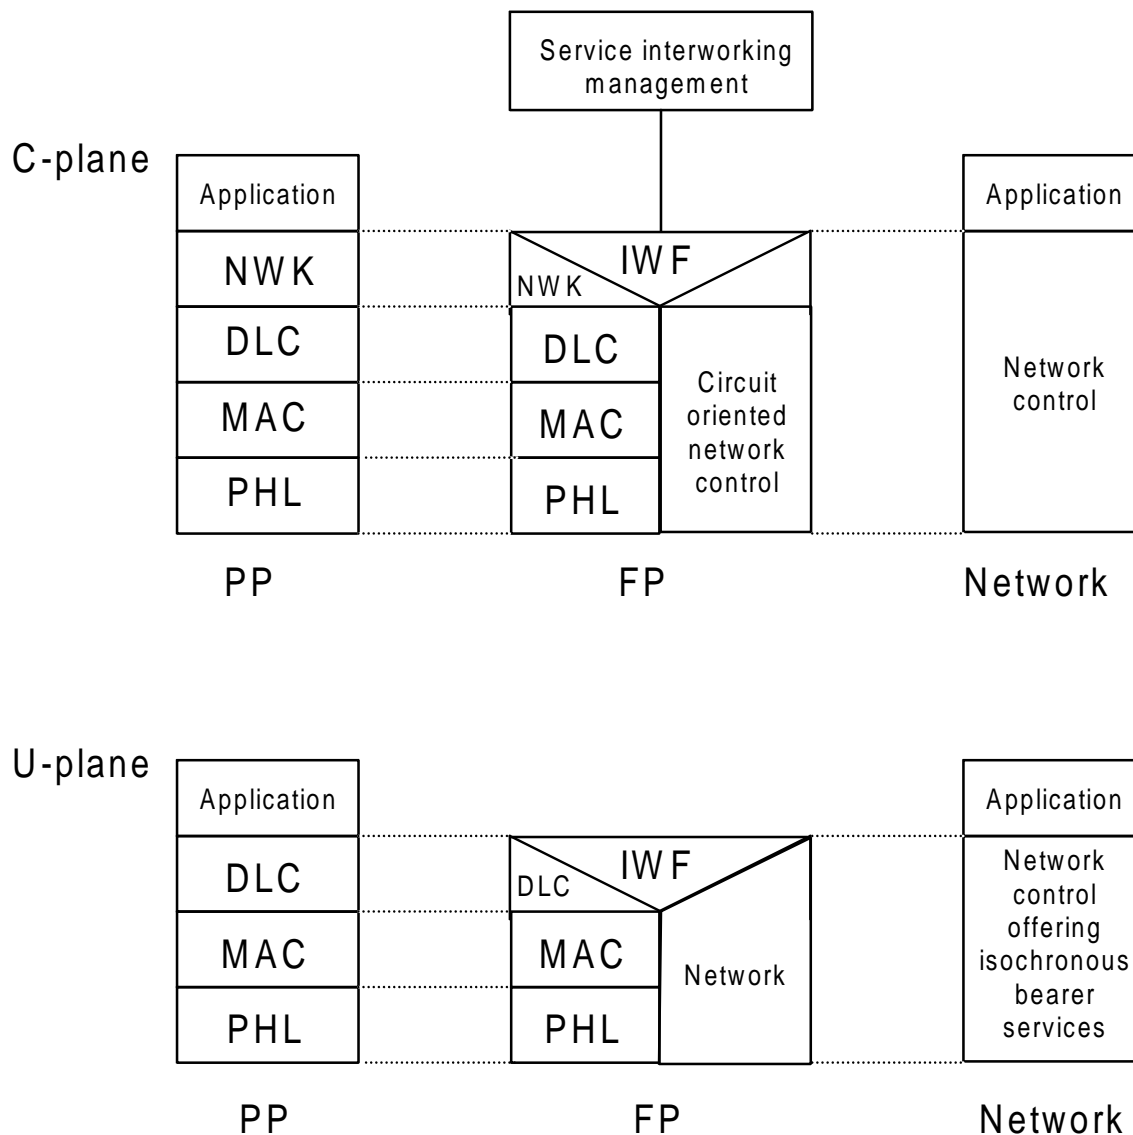 Service interworking
management
C-plane
Application
Application
NWK
IWF
NWK
DLC
DLC
MAC
MAC
PHL
PHL
Circuit
oriented
network
control
Network
control
PP
FP
Network
U-plane
Application
Application
DLC
IWF
DLC
MAC
MAC
PHL
PHL
Network
Network
control
offering
isochronous
bearer
services
PP
FP
Network